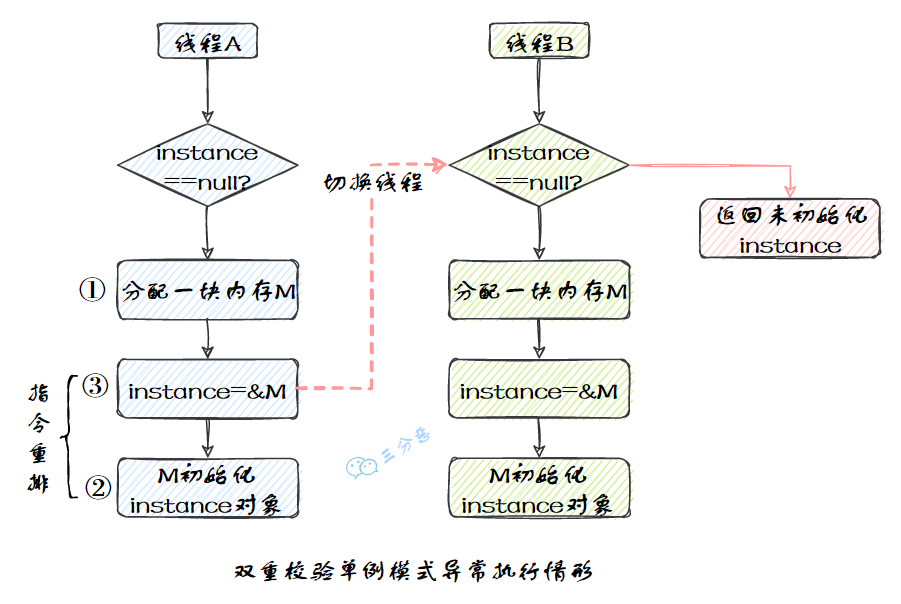 线程A
instance
==null?
①
分配一块内存M
指令重排
③
instance=&M
②
M初始化
instance对象
切换线程
线程B
instance
==null?
分配一块内存M
instance=&M
M初始化
instance对象
返回未初始化
instance
三分恶
双重校验单例模式异常执行情形